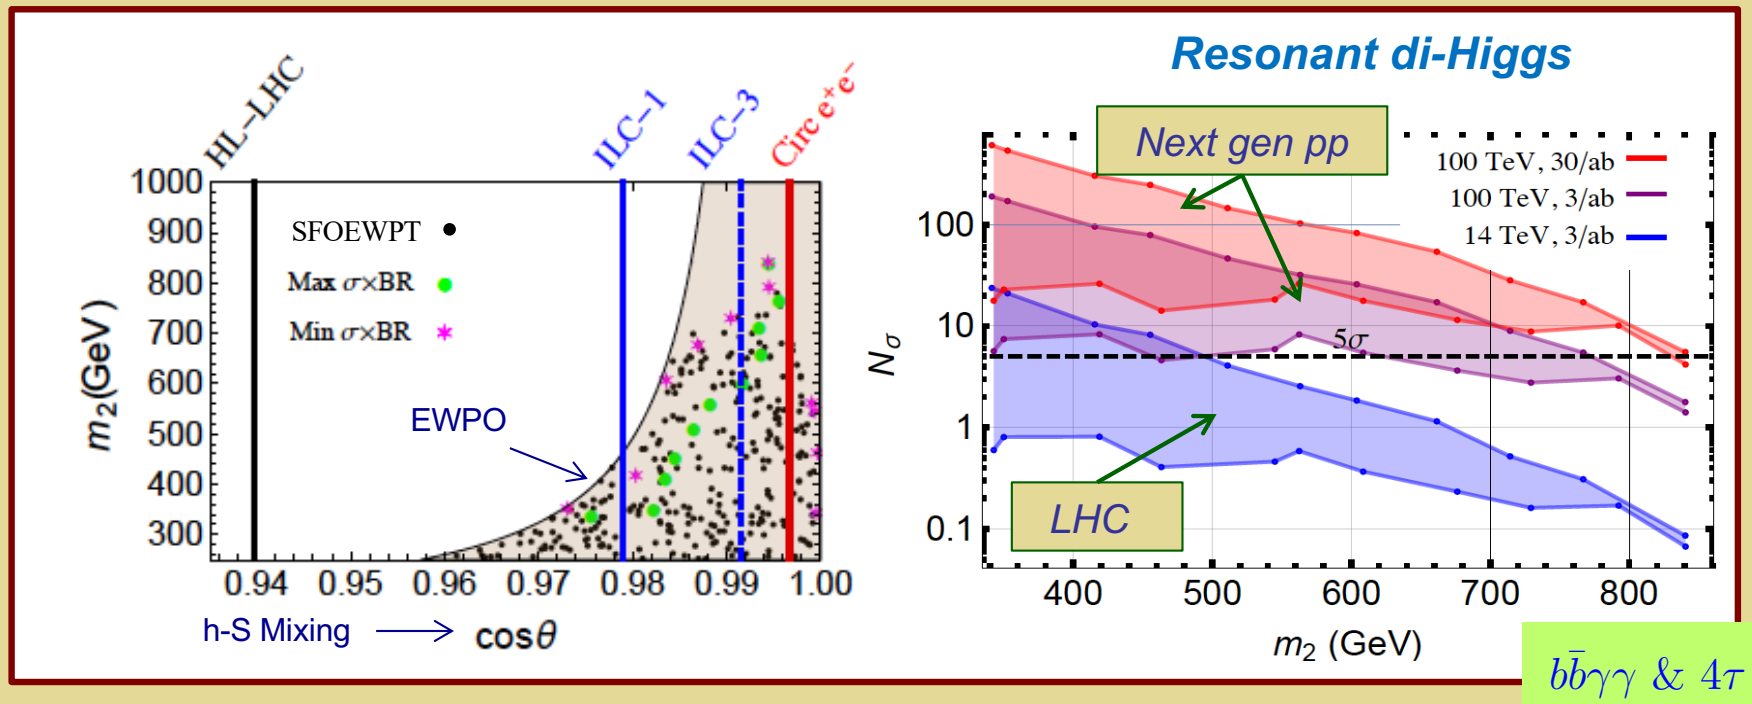 Resonant di-Higgs
HL−LHC
ILC−1
ILC−3
Circ e⁺e⁻
1000
900
800
700
600
500
400
300
m₂(GeV)
SFOEWPT
Max σ×BR
Min σ×BR
EWPO
0.94 0.95 0.96 0.97 0.98 0.99 1.00
h-S Mixing
cosθ
Next gen pp
100 TeV, 30/ab
100 TeV, 3/ab
14 TeV, 3/ab
100
10
1
0.1
Nσ
5σ
LHC
400 500 600 700 800
m₂ (GeV)
bb̄γγ & 4τ